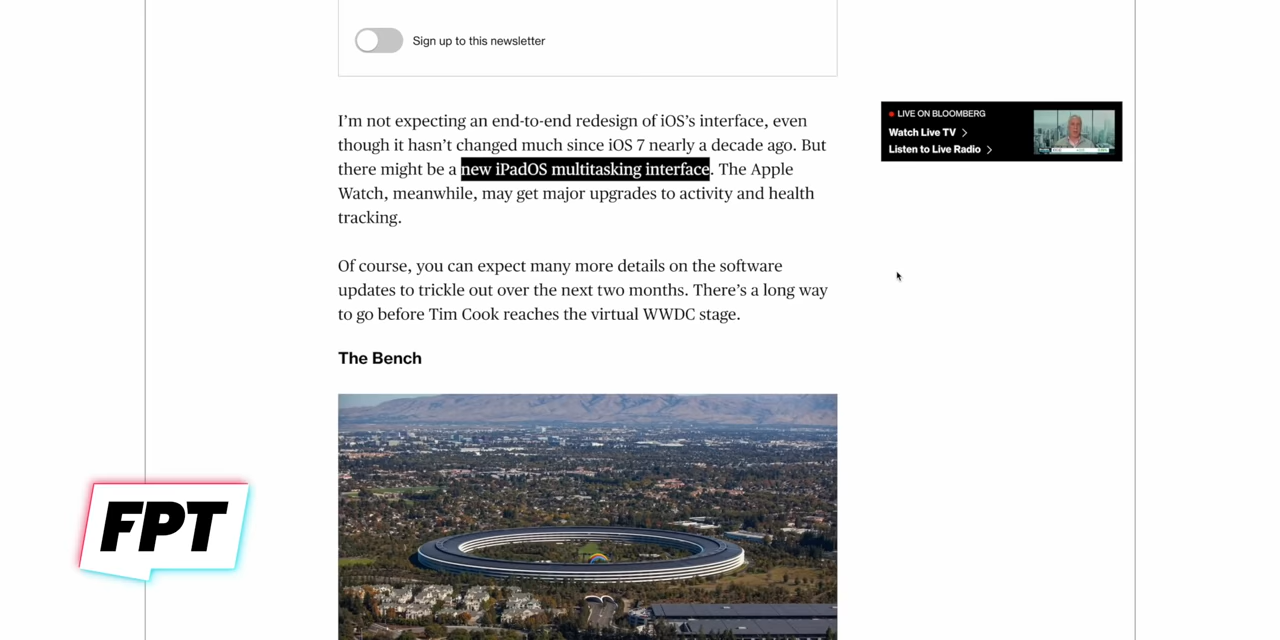 Sign up to this newsletter
I’m not expecting an end-to-end redesign of iOS’s interface, even
though it hasn’t changed much since iOS 7 nearly a decade ago. But
there might be a new iPadOS multitasking interface. The Apple
Watch, meanwhile, may get major upgrades to activity and health
tracking.
Of course, you can expect many more details on the software
updates to trickle out over the next two months. There’s a long way
to go before Tim Cook reaches the virtual WWDC stage.
The Bench
LIVE ON BLOOMBERG
Watch Live TV
Listen to Live Radio
FPT